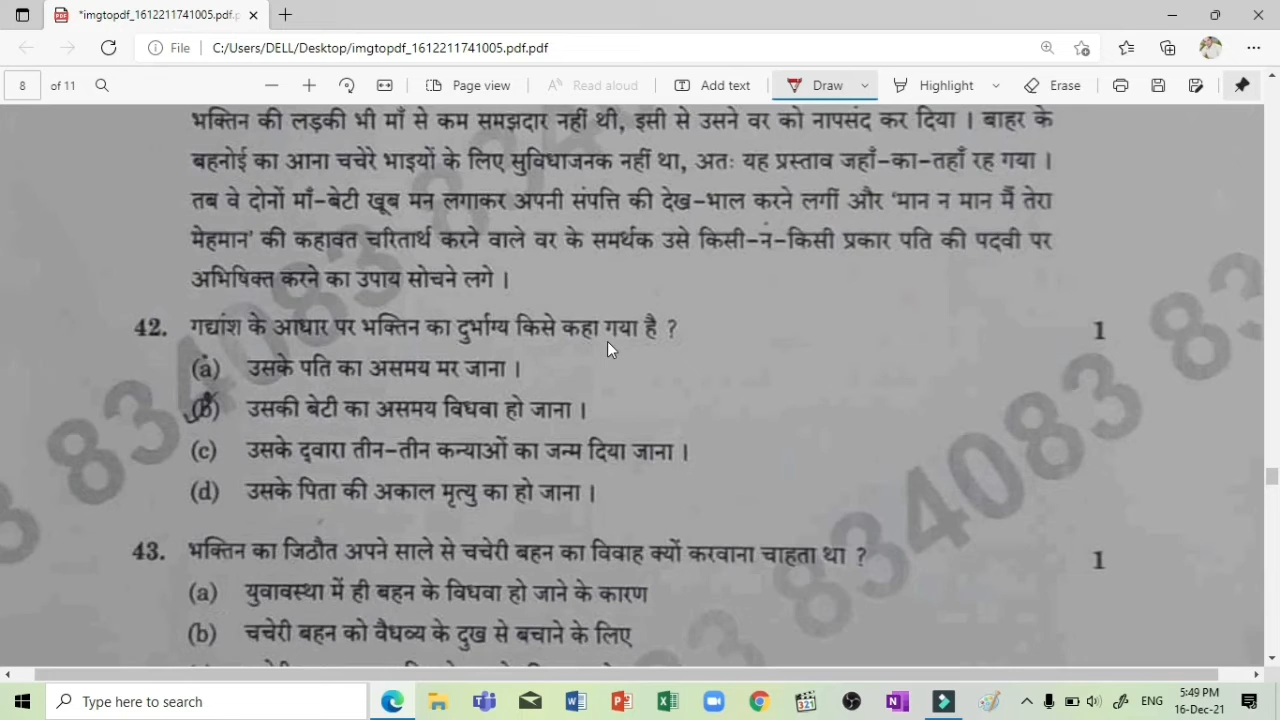 *imgtopdf_1612211741005.pdf.p
File
C:/Users/DELL/Desktop/imgtopdf_1612211741005.pdf.pdf
8 of 11
Page view
Read aloud
Add text
Draw
Highlight
Erase
भक्तिन की लड़की भी माँ से कम समझदार नहीं थी, इसी से उसने वर को नापसंद कर दिया । बाहर के
बहनोई का आना चचेरे भाइयों के लिए सुविधाजनक नहीं था, अतः यह प्रस्ताव जहाँ-का-तहाँ रह गया ।
तब वे दोनों माँ-बेटी खूब मन लगाकर अपनी संपत्ति की देख-भाल करने लगीं और ‘मान न मान मैं तेरा
मेहमान’ की कहावत चरितार्थ करने वाले वर के समर्थक उसे किसी-न-किसी प्रकार पति की पदवी पर
अभिषिक्त करने का उपाय सोचने लगे ।
42. गद्यांश के आधार पर भक्तिन का दुर्भाग्य किसे कहा गया है ? 1
(a) उसके पति का असमय मर जाना ।
(b) उसकी बेटी का असमय विधवा हो जाना ।
(c) उसके द्वारा तीन-तीन कन्याओं का जन्म दिया जाना ।
(d) उसके पिता की अकाल मृत्यु का हो जाना ।
43. भक्तिन का जिठौत अपने साले से चचेरी बहन का विवाह क्यों करवाना चाहता था ? 1
(a) युवावस्था में ही बहन के विधवा हो जाने के कारण
(b) चचेरी बहन को वैधव्य के दुख से बचाने के लिए
834083 834083
Type here to search
ENG
5:49 PM
16-Dec-21